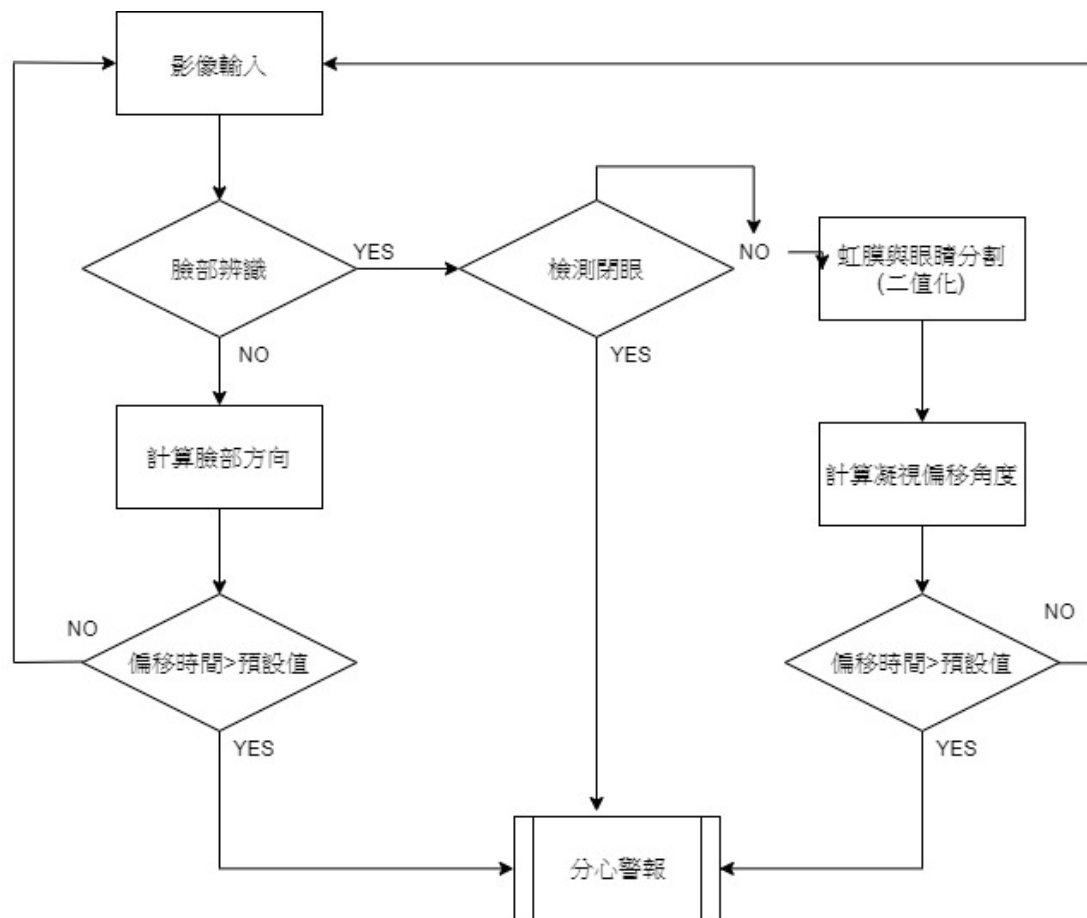 影像輸入
臉部辨識
YES
檢測閉眼
NO
虹膜與眼睛分割
(二值化)
NO
YES
計算臉部方向
計算凝視偏移角度
NO
偏移時間>預設值
YES
偏移時間>預設值
NO
YES
分心警報